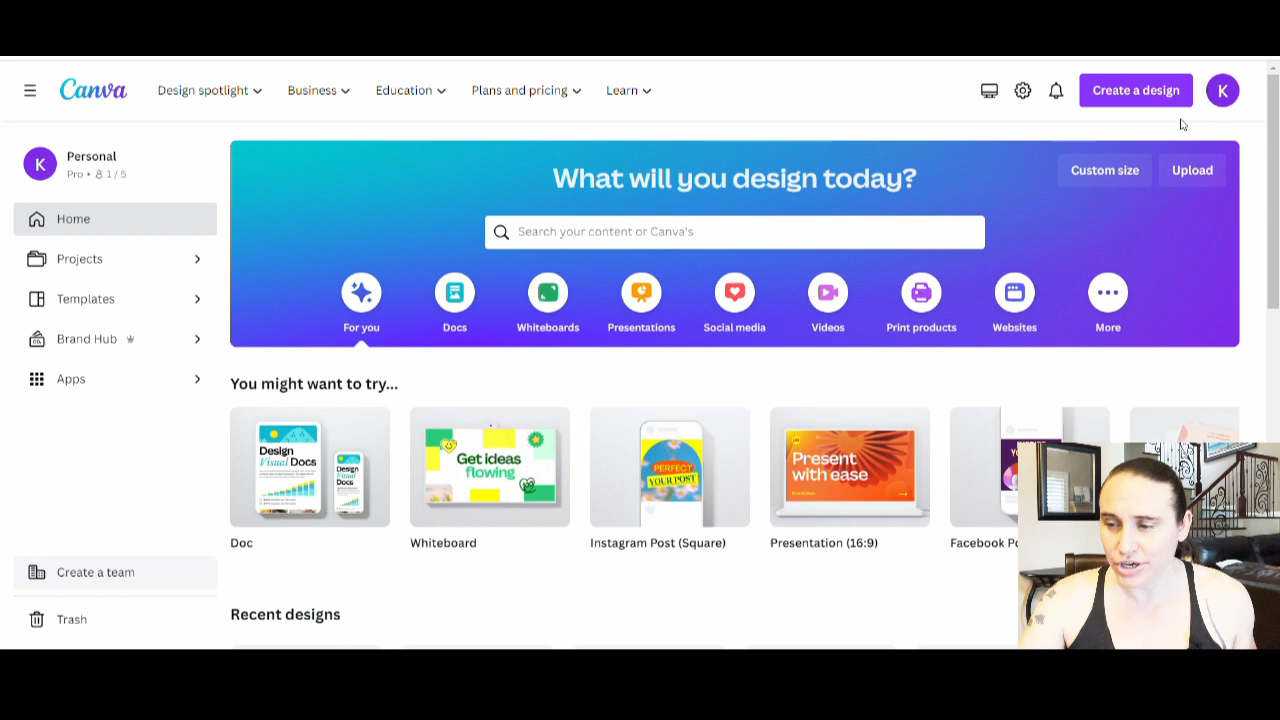 Canva
Design spotlight
Business
Education
Plans and pricing
Learn
Create a design
K
K
Personal
Pro • 1 / 5
Home
Projects
Templates
Brand Hub
Apps
Create a team
Trash
What will you design today?
Custom size
Upload
Search your content or Canva's
For you
Docs
Whiteboards
Presentations
Social media
Videos
Print products
Websites
More
You might want to try...
Design
Visual Docs
Design
Visual Docs
Doc
Get ideas
flowing
Whiteboard
PERFECT
YOUR POST
Instagram Post (Square)
Present
with ease
Presentation (16:9)
Facebook Po
Recent designs